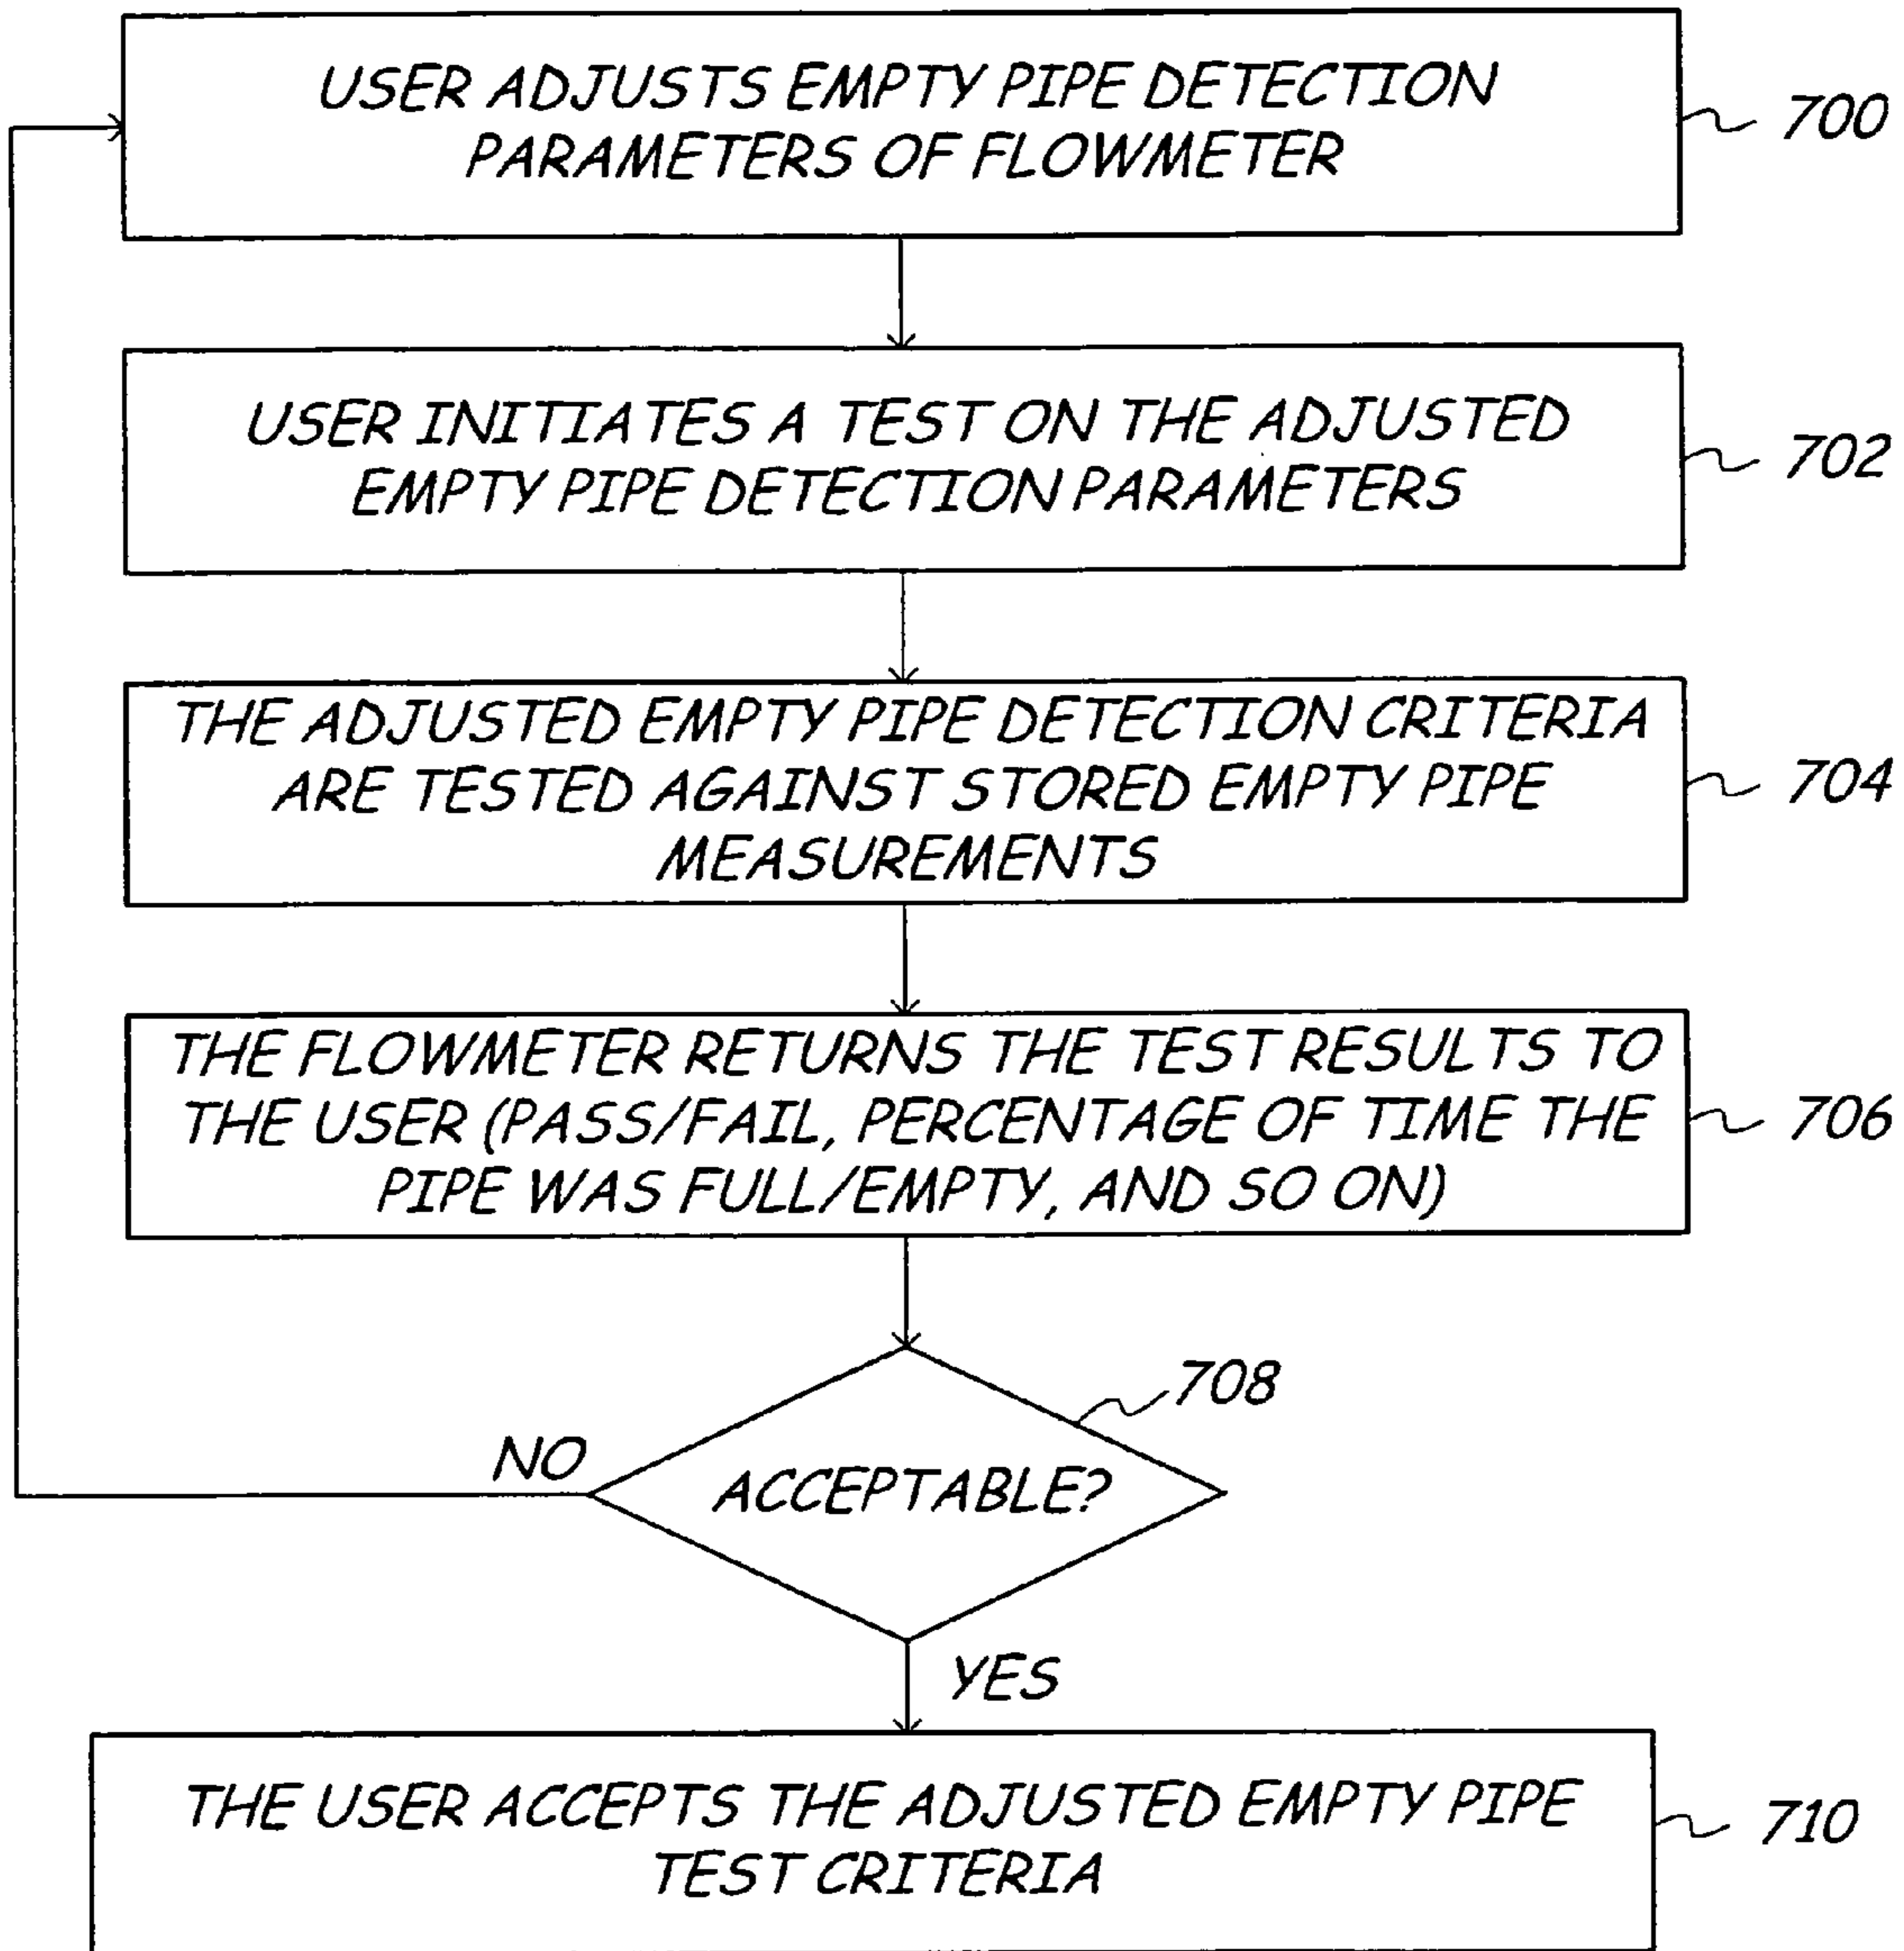 USER ADJUSTS EMPTY PIPE DETECTION
PARAMETERS OF FLOWMETER
700
USER INITIATES A TEST ON THE ADJUSTED
EMPTY PIPE DETECTION PARAMETERS
702
THE ADJUSTED EMPTY PIPE DETECTION CRITERIA
ARE TESTED AGAINST STORED EMPTY PIPE
MEASUREMENTS
704
THE FLOWMETER RETURNS THE TEST RESULTS TO
THE USER (PASS/FAIL, PERCENTAGE OF TIME THE
PIPE WAS FULL/EMPTY, AND SO ON)
706
708
NO
ACCEPTABLE?
YES
THE USER ACCEPTS THE ADJUSTED EMPTY PIPE
TEST CRITERIA
710